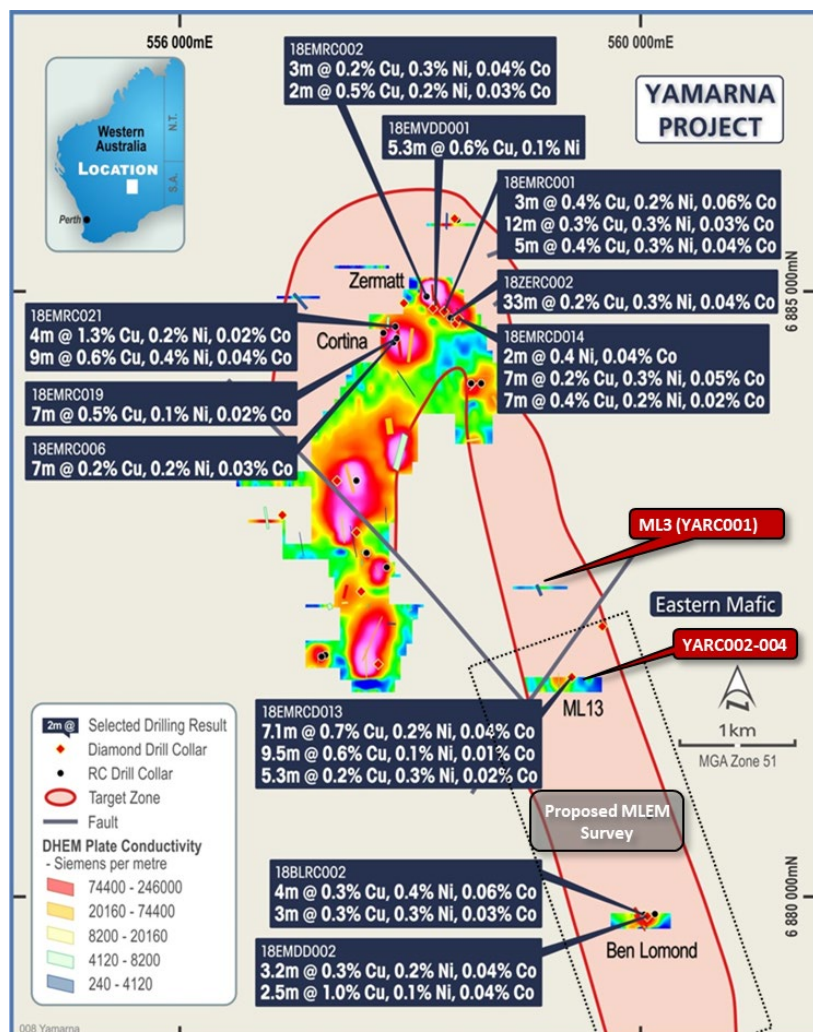 556 000mE
560 000mE
18EMRC002
3m @ 0.2% Cu, 0.3% Ni, 0.04% Co
2m @ 0.5% Cu, 0.2% Ni, 0.03% Co
YAMARNA
PROJECT
Western
Australia
N.T.
S.A.
LOCATION
Perth
18EMVDD001
5.3m @ 0.6% Cu, 0.1% Ni
18EMRC001
3m @ 0.4% Cu, 0.2% Ni, 0.06% Co
12m @ 0.3% Cu, 0.3% Ni, 0.03% Co
5m @ 0.4% Cu, 0.3% Ni, 0.04% Co
Zermatt
6 885 000mN
18ZERC002
33m @ 0.2% Cu, 0.3% Ni, 0.04% Co
18EMRC021
4m @ 1.3% Cu, 0.2% Ni, 0.02% Co
9m @ 0.6% Cu, 0.4% Ni, 0.04% Co
Cortina
18EMRCD014
2m @ 0.4 Ni, 0.04% Co
7m @ 0.2% Cu, 0.3% Ni, 0.05% Co
7m @ 0.4% Cu, 0.2% Ni, 0.02% Co
18EMRC019
7m @ 0.5% Cu, 0.1% Ni, 0.02% Co
18EMRC006
7m @ 0.2% Cu, 0.2% Ni, 0.03% Co
ML3 (YARC001)
Eastern Mafic
YARC002-004
ML13
18EMRCD013
7.1m @ 0.7% Cu, 0.2% Ni, 0.04% Co
9.5m @ 0.6% Cu, 0.1% Ni, 0.01% Co
5.3m @ 0.2% Cu, 0.3% Ni, 0.02% Co
N
1km
MGA Zone 51
2m @ Selected Drilling Result
Diamond Drill Collar
RC Drill Collar
Target Zone
Fault
DHEM Plate Conductivity
- Siemens per metre
74400 - 246000
20160 - 74400
8200 - 20160
4120 - 8200
240 - 4120
Proposed MLEM
Survey
18BLRC002
4m @ 0.3% Cu, 0.4% Ni, 0.06% Co
3m @ 0.3% Cu, 0.3% Ni, 0.03% Co
6 880 000mN
18EMDD002
3.2m @ 0.3% Cu, 0.2% Ni, 0.04% Co
2.5m @ 1.0% Cu, 0.1% Ni, 0.04% Co
Ben Lomond
008 Yamarna